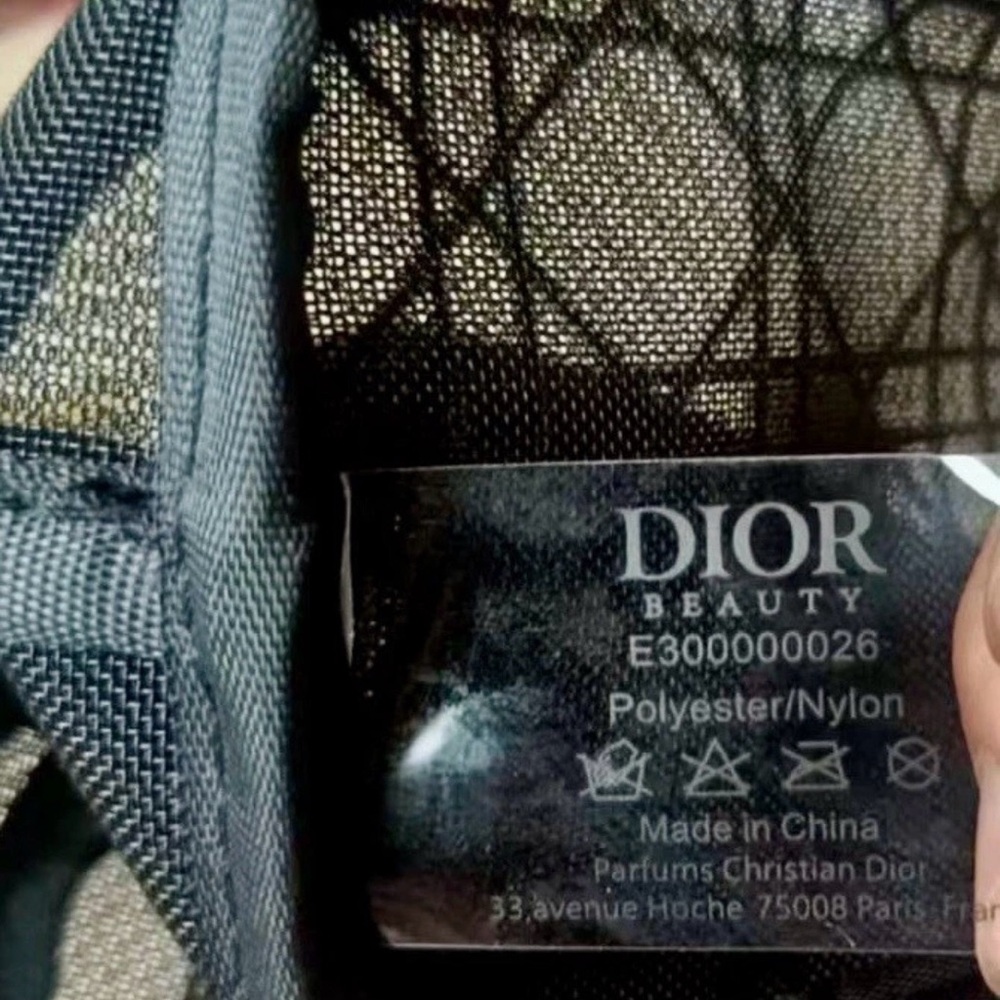 DIOR
BEAUTY
E300000026
Polyester/Nylon
Made in China
Parfums Christian Dior
33,avenue Hoche 75008 Paris